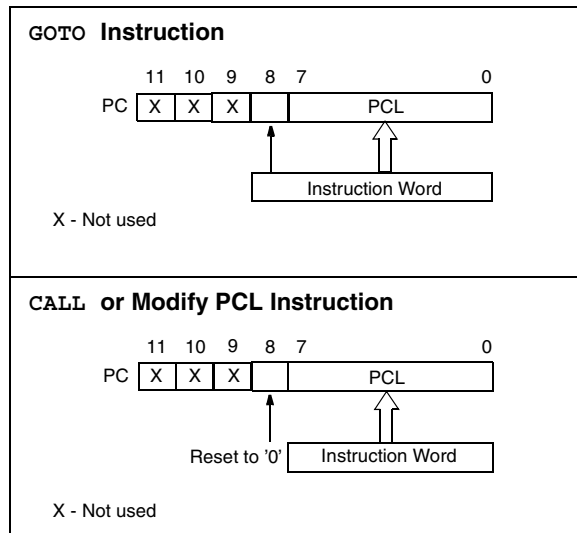 GOTO Instruction
11 10 9 8 7 0
PC X X X PCL
Instruction Word
X - Not used
CALL or Modify PCL Instruction
11 10 9 8 7 0
PC X X X PCL
Reset to '0' Instruction Word
X - Not used